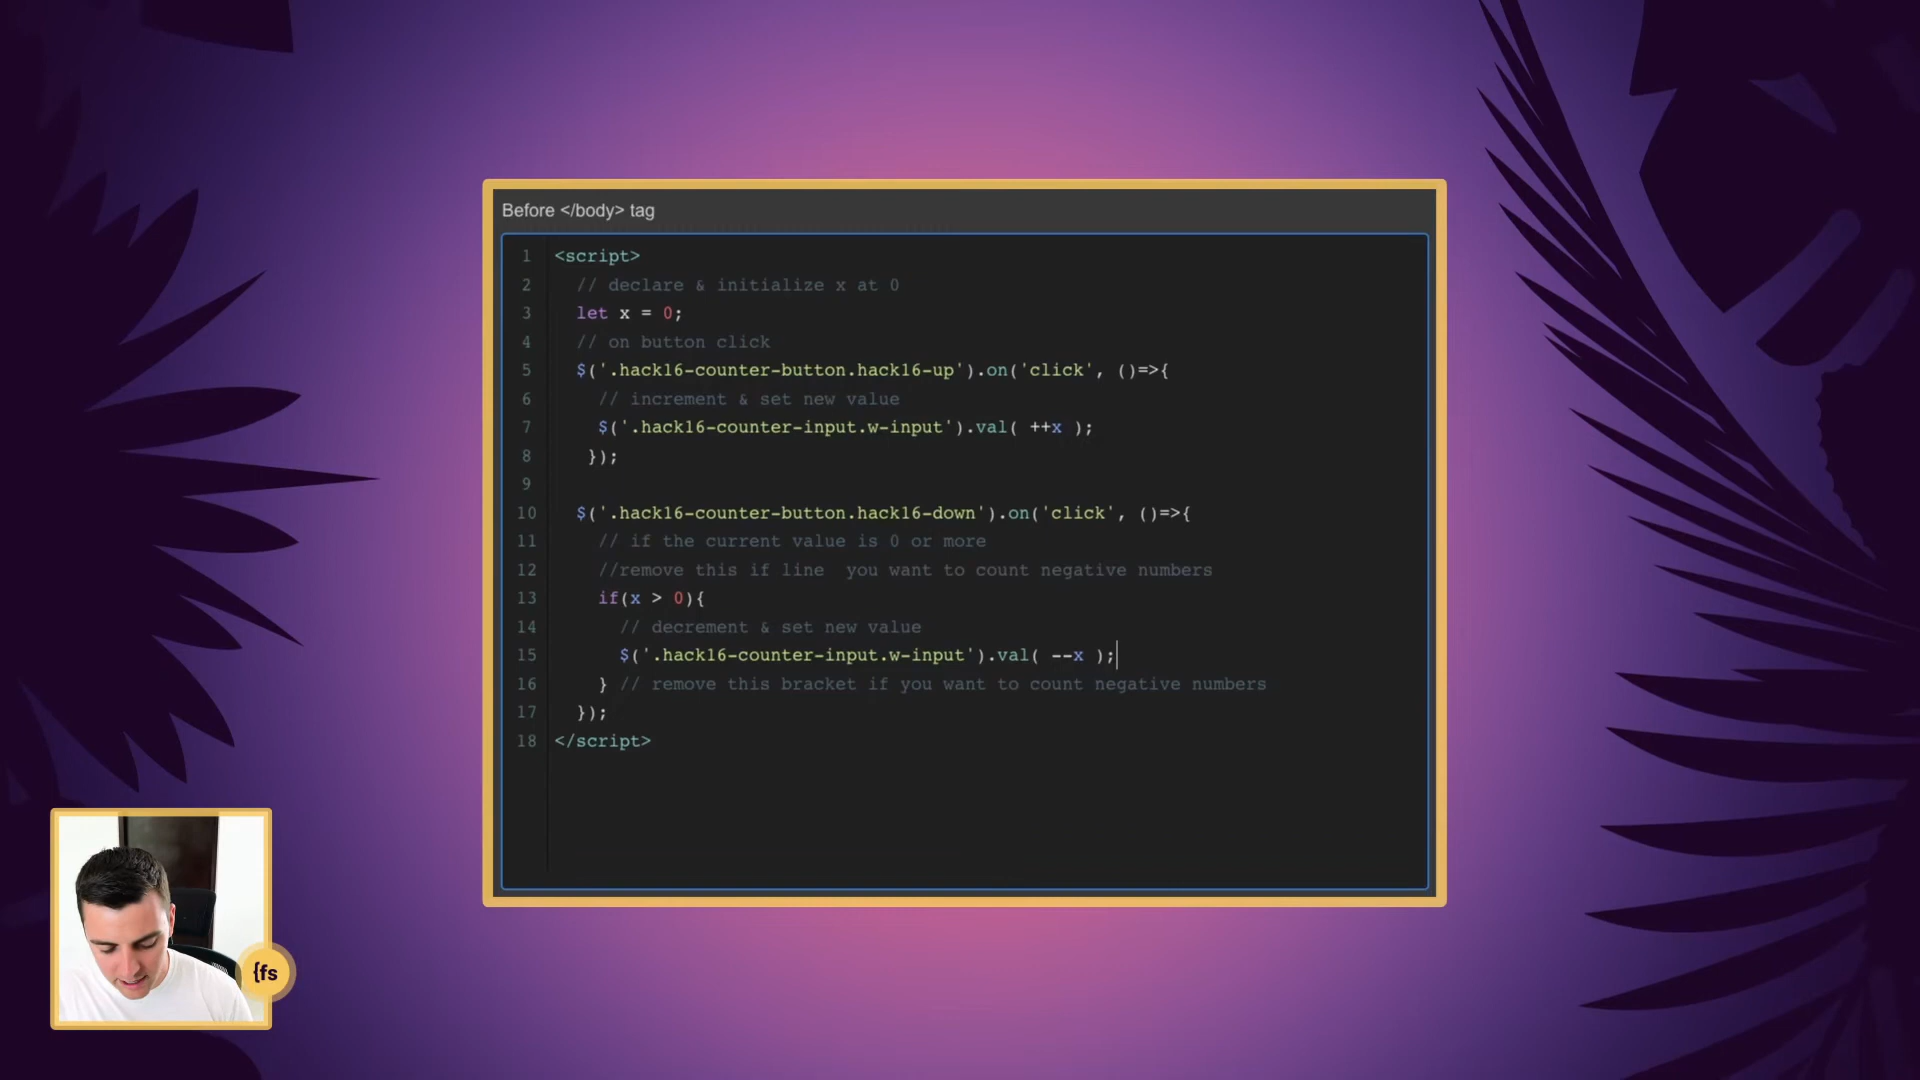 Before </body> tag
1 <script>
2 // declare & initialize x at 0
3 let x = 0;
4 // on button click
5 $('.hack16-counter-button.hack16-up').on('click', ()=>{
6 // increment & set new value
7 $('.hack16-counter-input.w-input').val( ++x );
8 });
9
10 $('.hack16-counter-button.hack16-down').on('click', ()=>{
11 // if the current value is 0 or more
12 //remove this if line  you want to count negative numbers
13 if(x > 0){
14 // decrement & set new value
15 $('.hack16-counter-input.w-input').val( --x );
16 } // remove this bracket if you want to count negative numbers
17 });
18 </script>
{fs